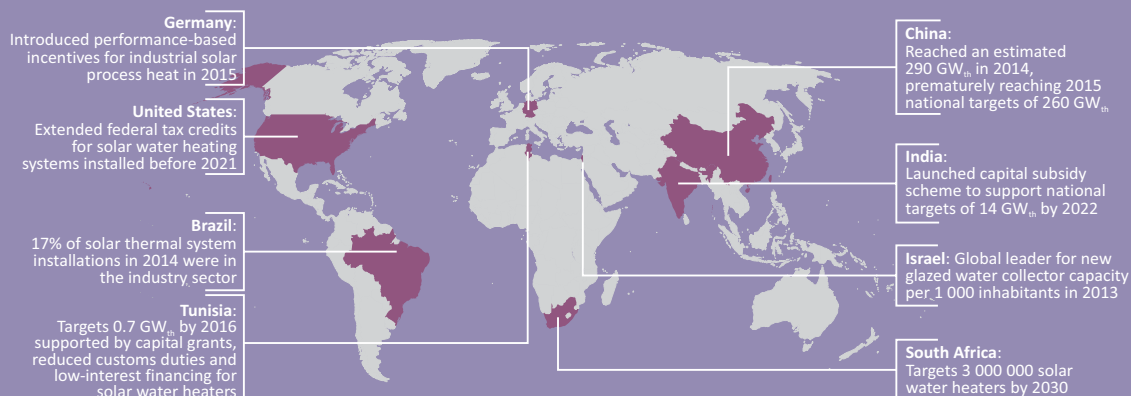 Germany:
Introduced performance-based
incentives for industrial solar
process heat in 2015
United States:
Extended federal tax credits
for solar water heating
systems installed before 2021
Brazil:
17% of solar thermal system
installations in 2014 were in
the industry sector
Tunisia:
Targets 0.7 GWth by 2016
supported by capital grants,
reduced customs duties and
low-interest financing for
solar water heaters
China:
Reached an estimated
290 GWth in 2014,
prematurely reaching 2015
national targets of 260 GWth
India:
Launched capital subsidy
scheme to support national
targets of 14 GWth by 2022
Israel: Global leader for new
glazed water collector capacity
per 1 000 inhabitants in 2013
South Africa:
Targets 3 000 000 solar
water heaters by 2030